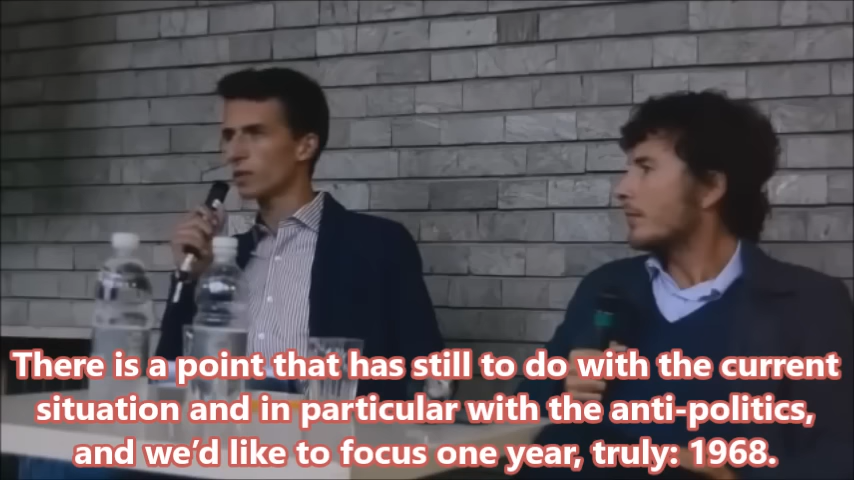 There is a point that has still to do with the current
situation and in particular with the anti-politics,
and we'd like to focus one year, truly: 1968.